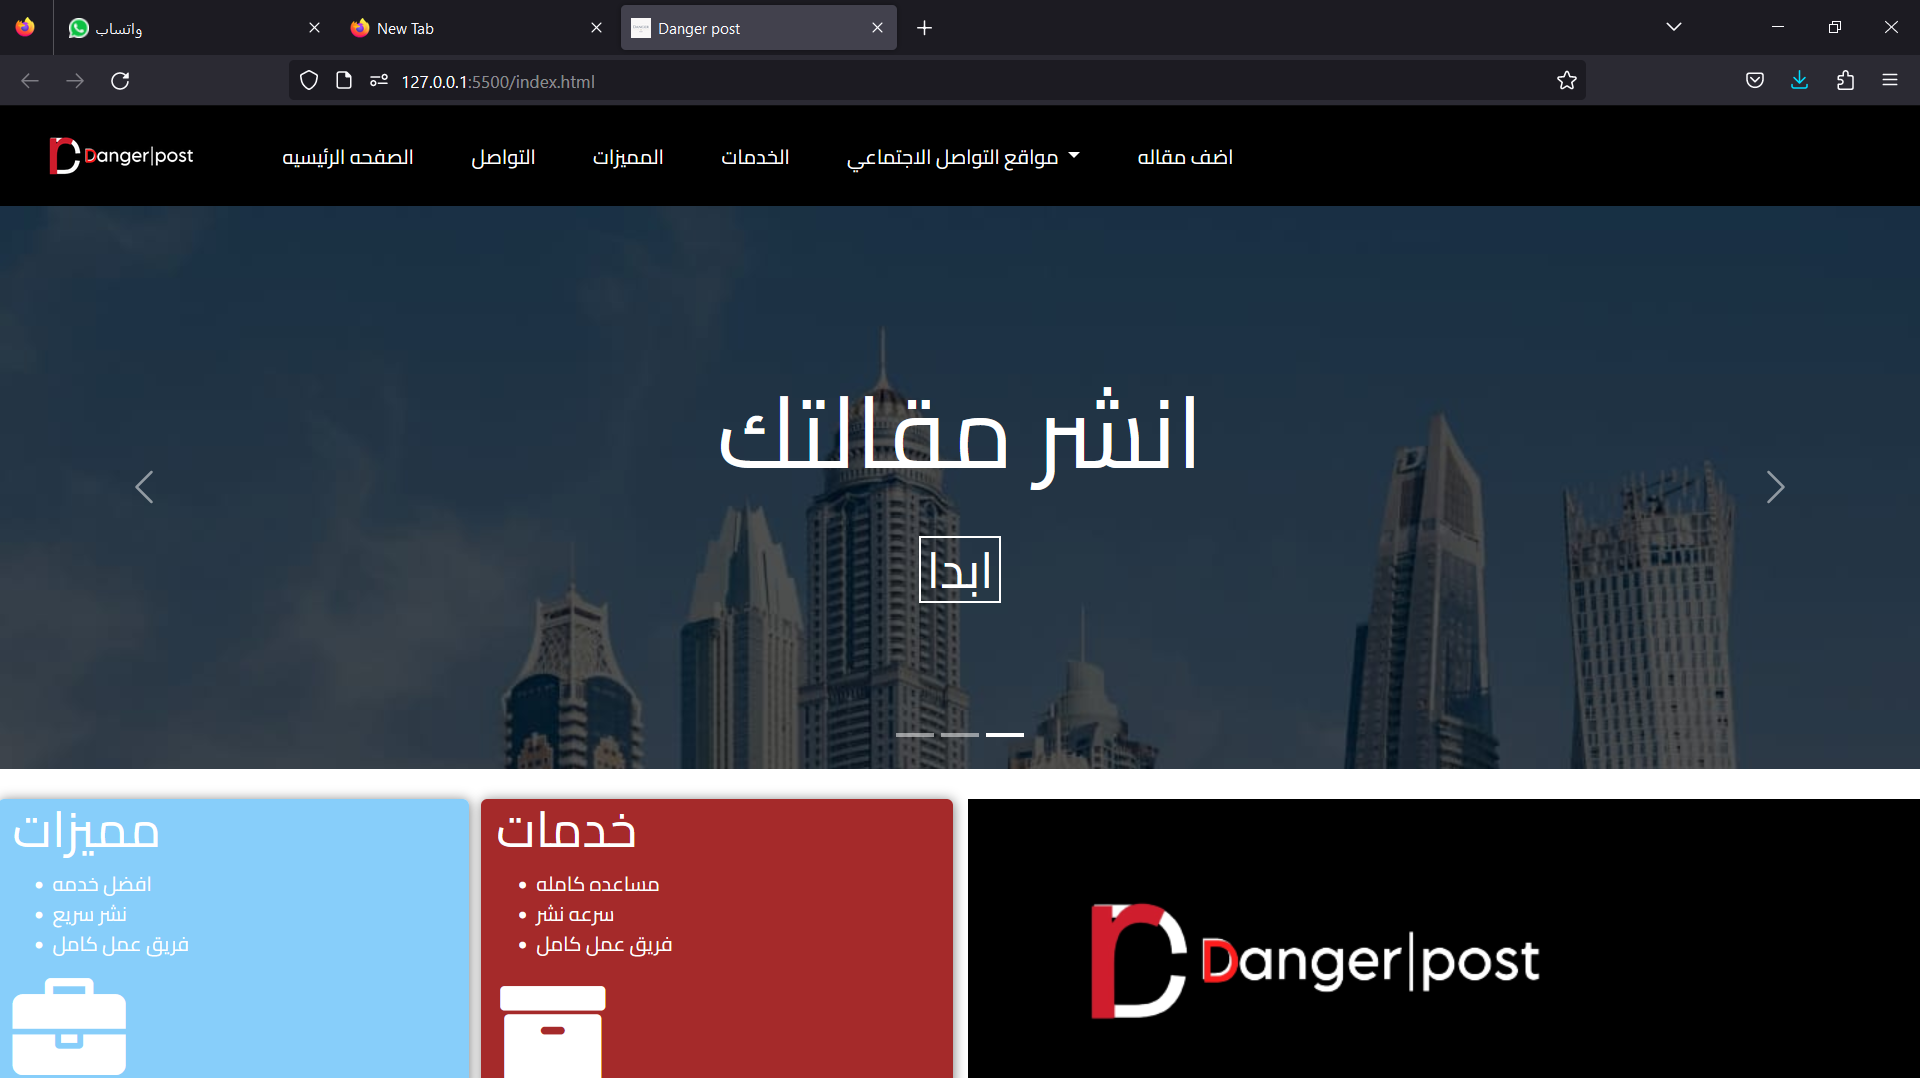 واتساب
New Tab
Danger post
127.0.0.1:5500/index.html
Danger|post
الصفحه الرئيسيه
التواصل
المميزات
الخدمات
مواقع التواصل الاجتماعي
اضف مقاله
انشر مقالتك
ابدا
مميزات
افضل خدمه
نشر سريع
فريق عمل كامل
خدمات
مساعده كامله
سرعه نشر
فريق عمل كامل
Danger|post